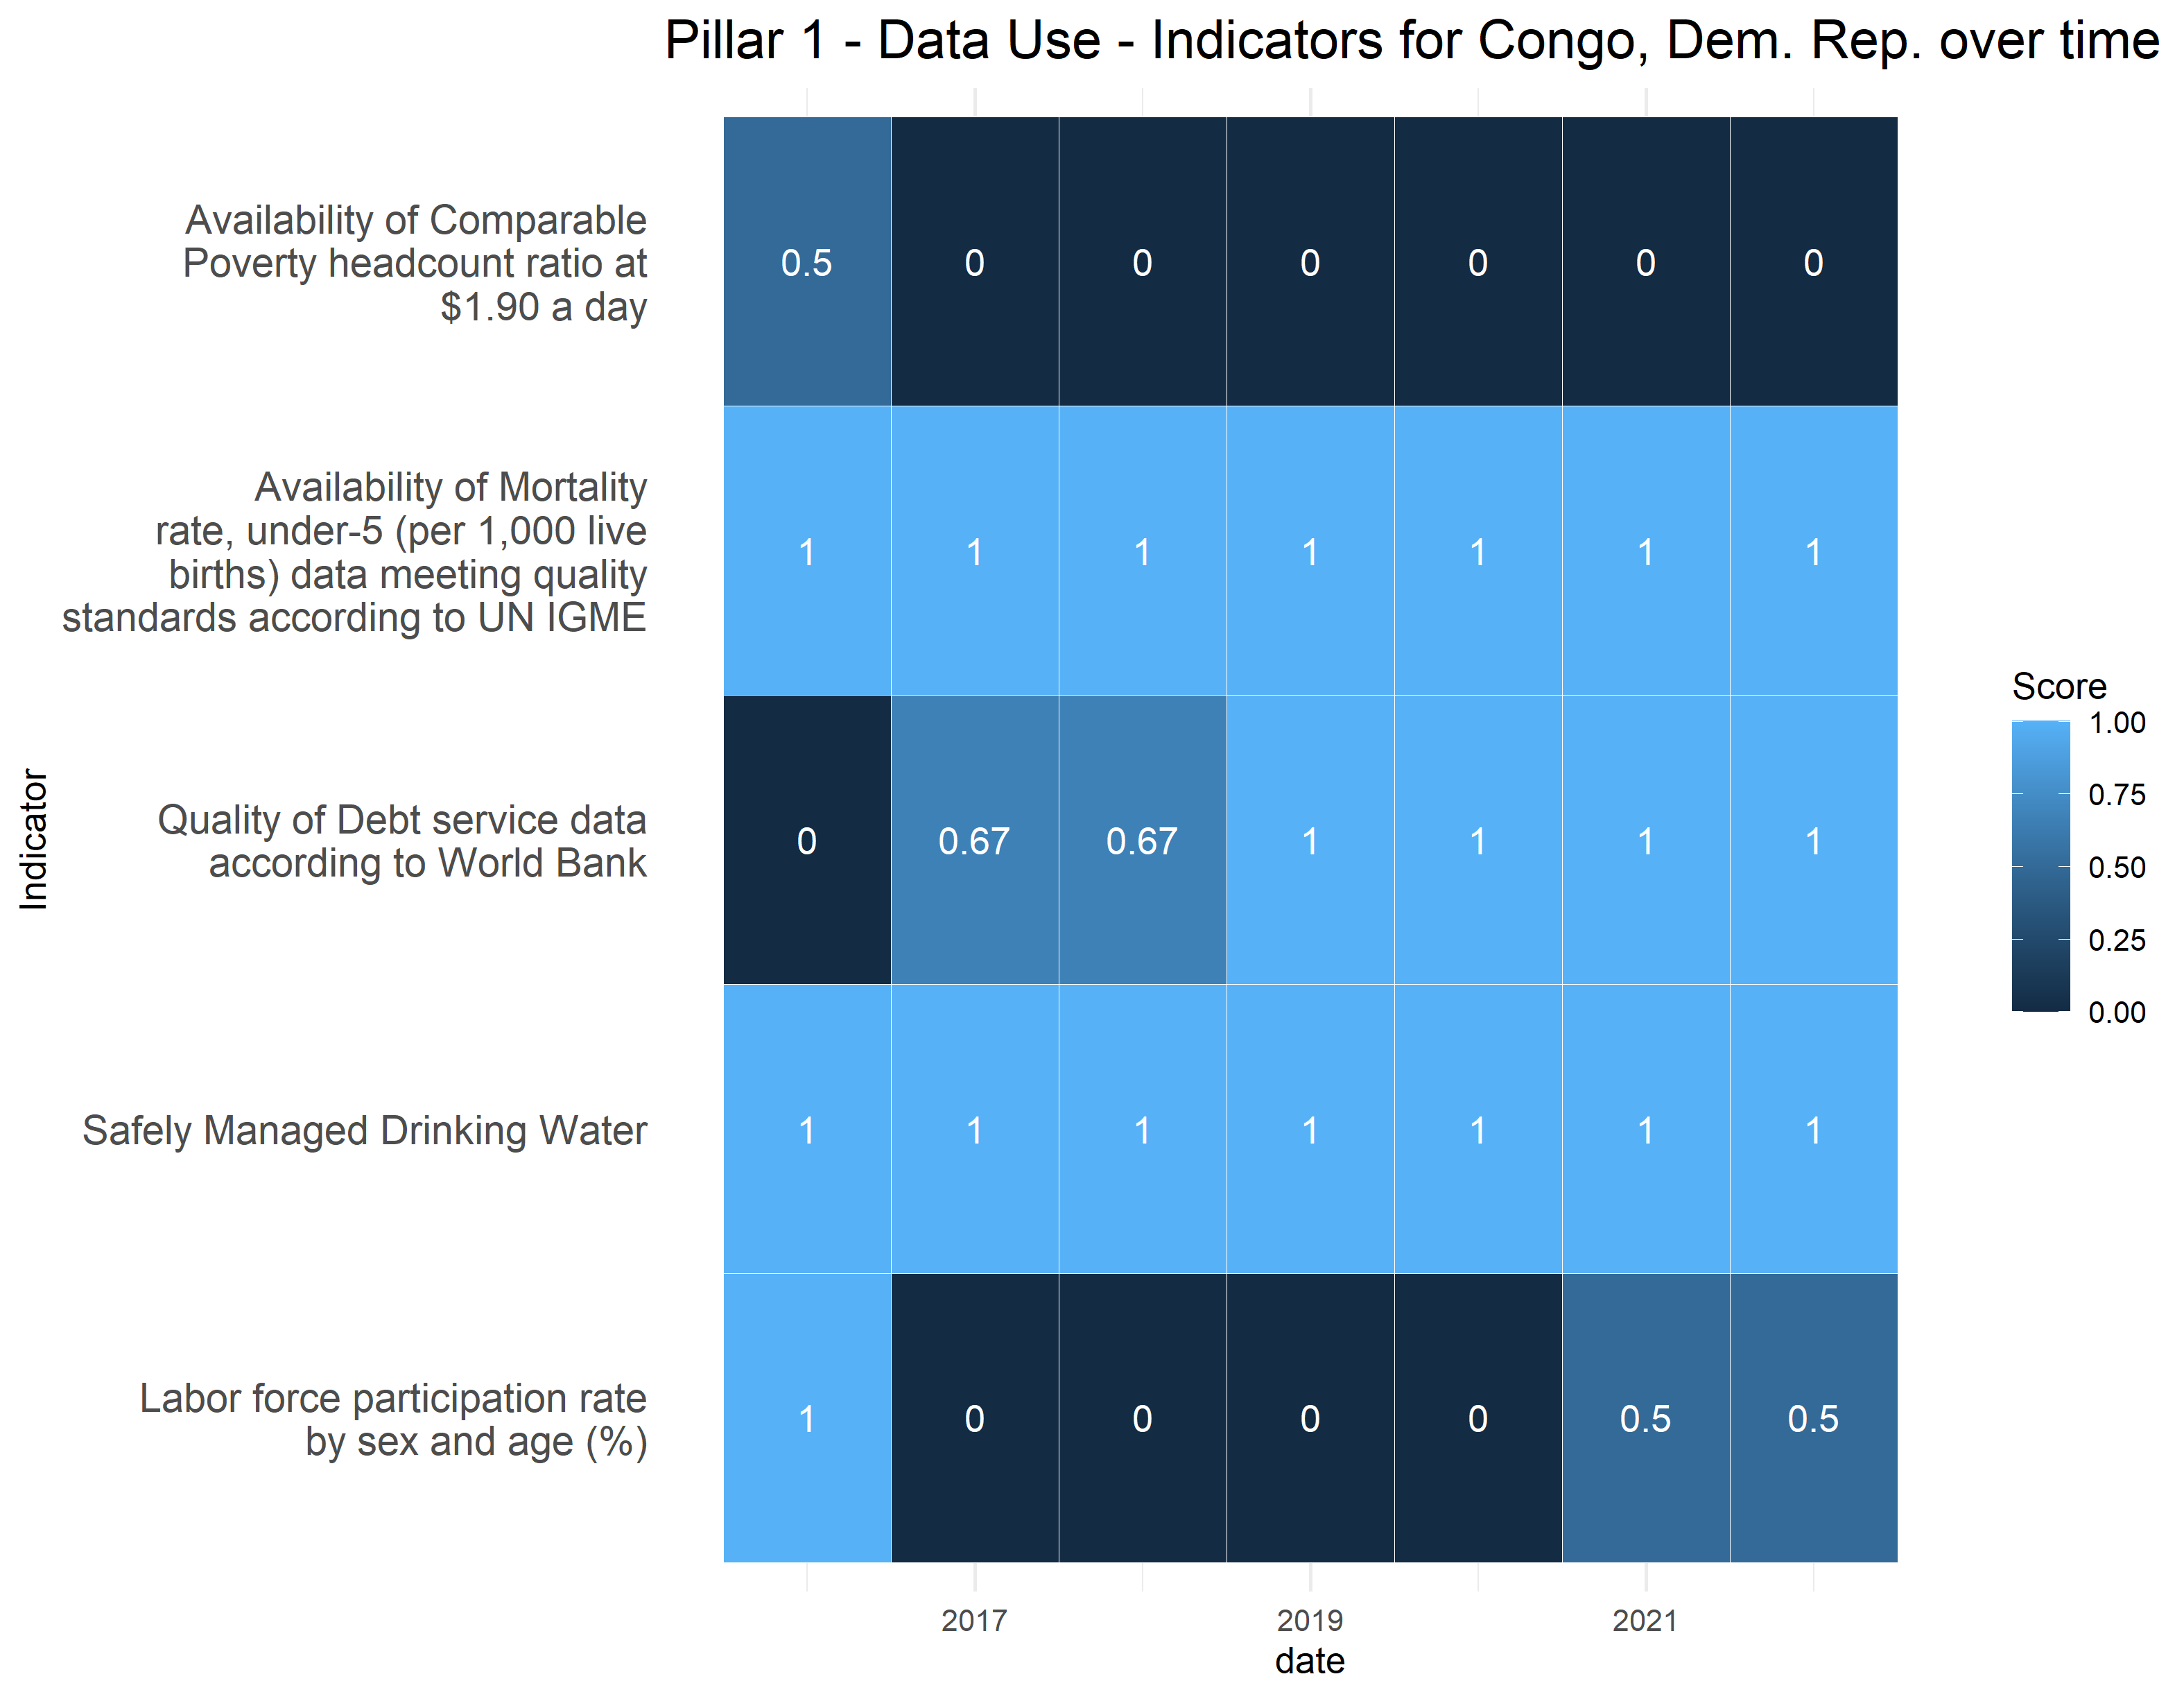 Pillar 1 - Data Use - Indicators for Congo, Dem. Rep. over time
Availability of Comparable
Poverty headcount ratio at
$1.90 a day
0.5 0 0 0 0 0 0
Availability of Mortality
rate, under-5 (per 1,000 live
births) data meeting quality
standards according to UN IGME
1 1 1 1 1 1 1
Indicator
Quality of Debt service data
according to World Bank
0 0.67 0.67 1 1 1 1
Safely Managed Drinking Water
1 1 1 1 1 1 1
Labor force participation rate
by sex and age (%)
1 0 0 0 0 0.5 0.5
2017 2019 2021
date
Score
1.00
0.75
0.50
0.25
0.00